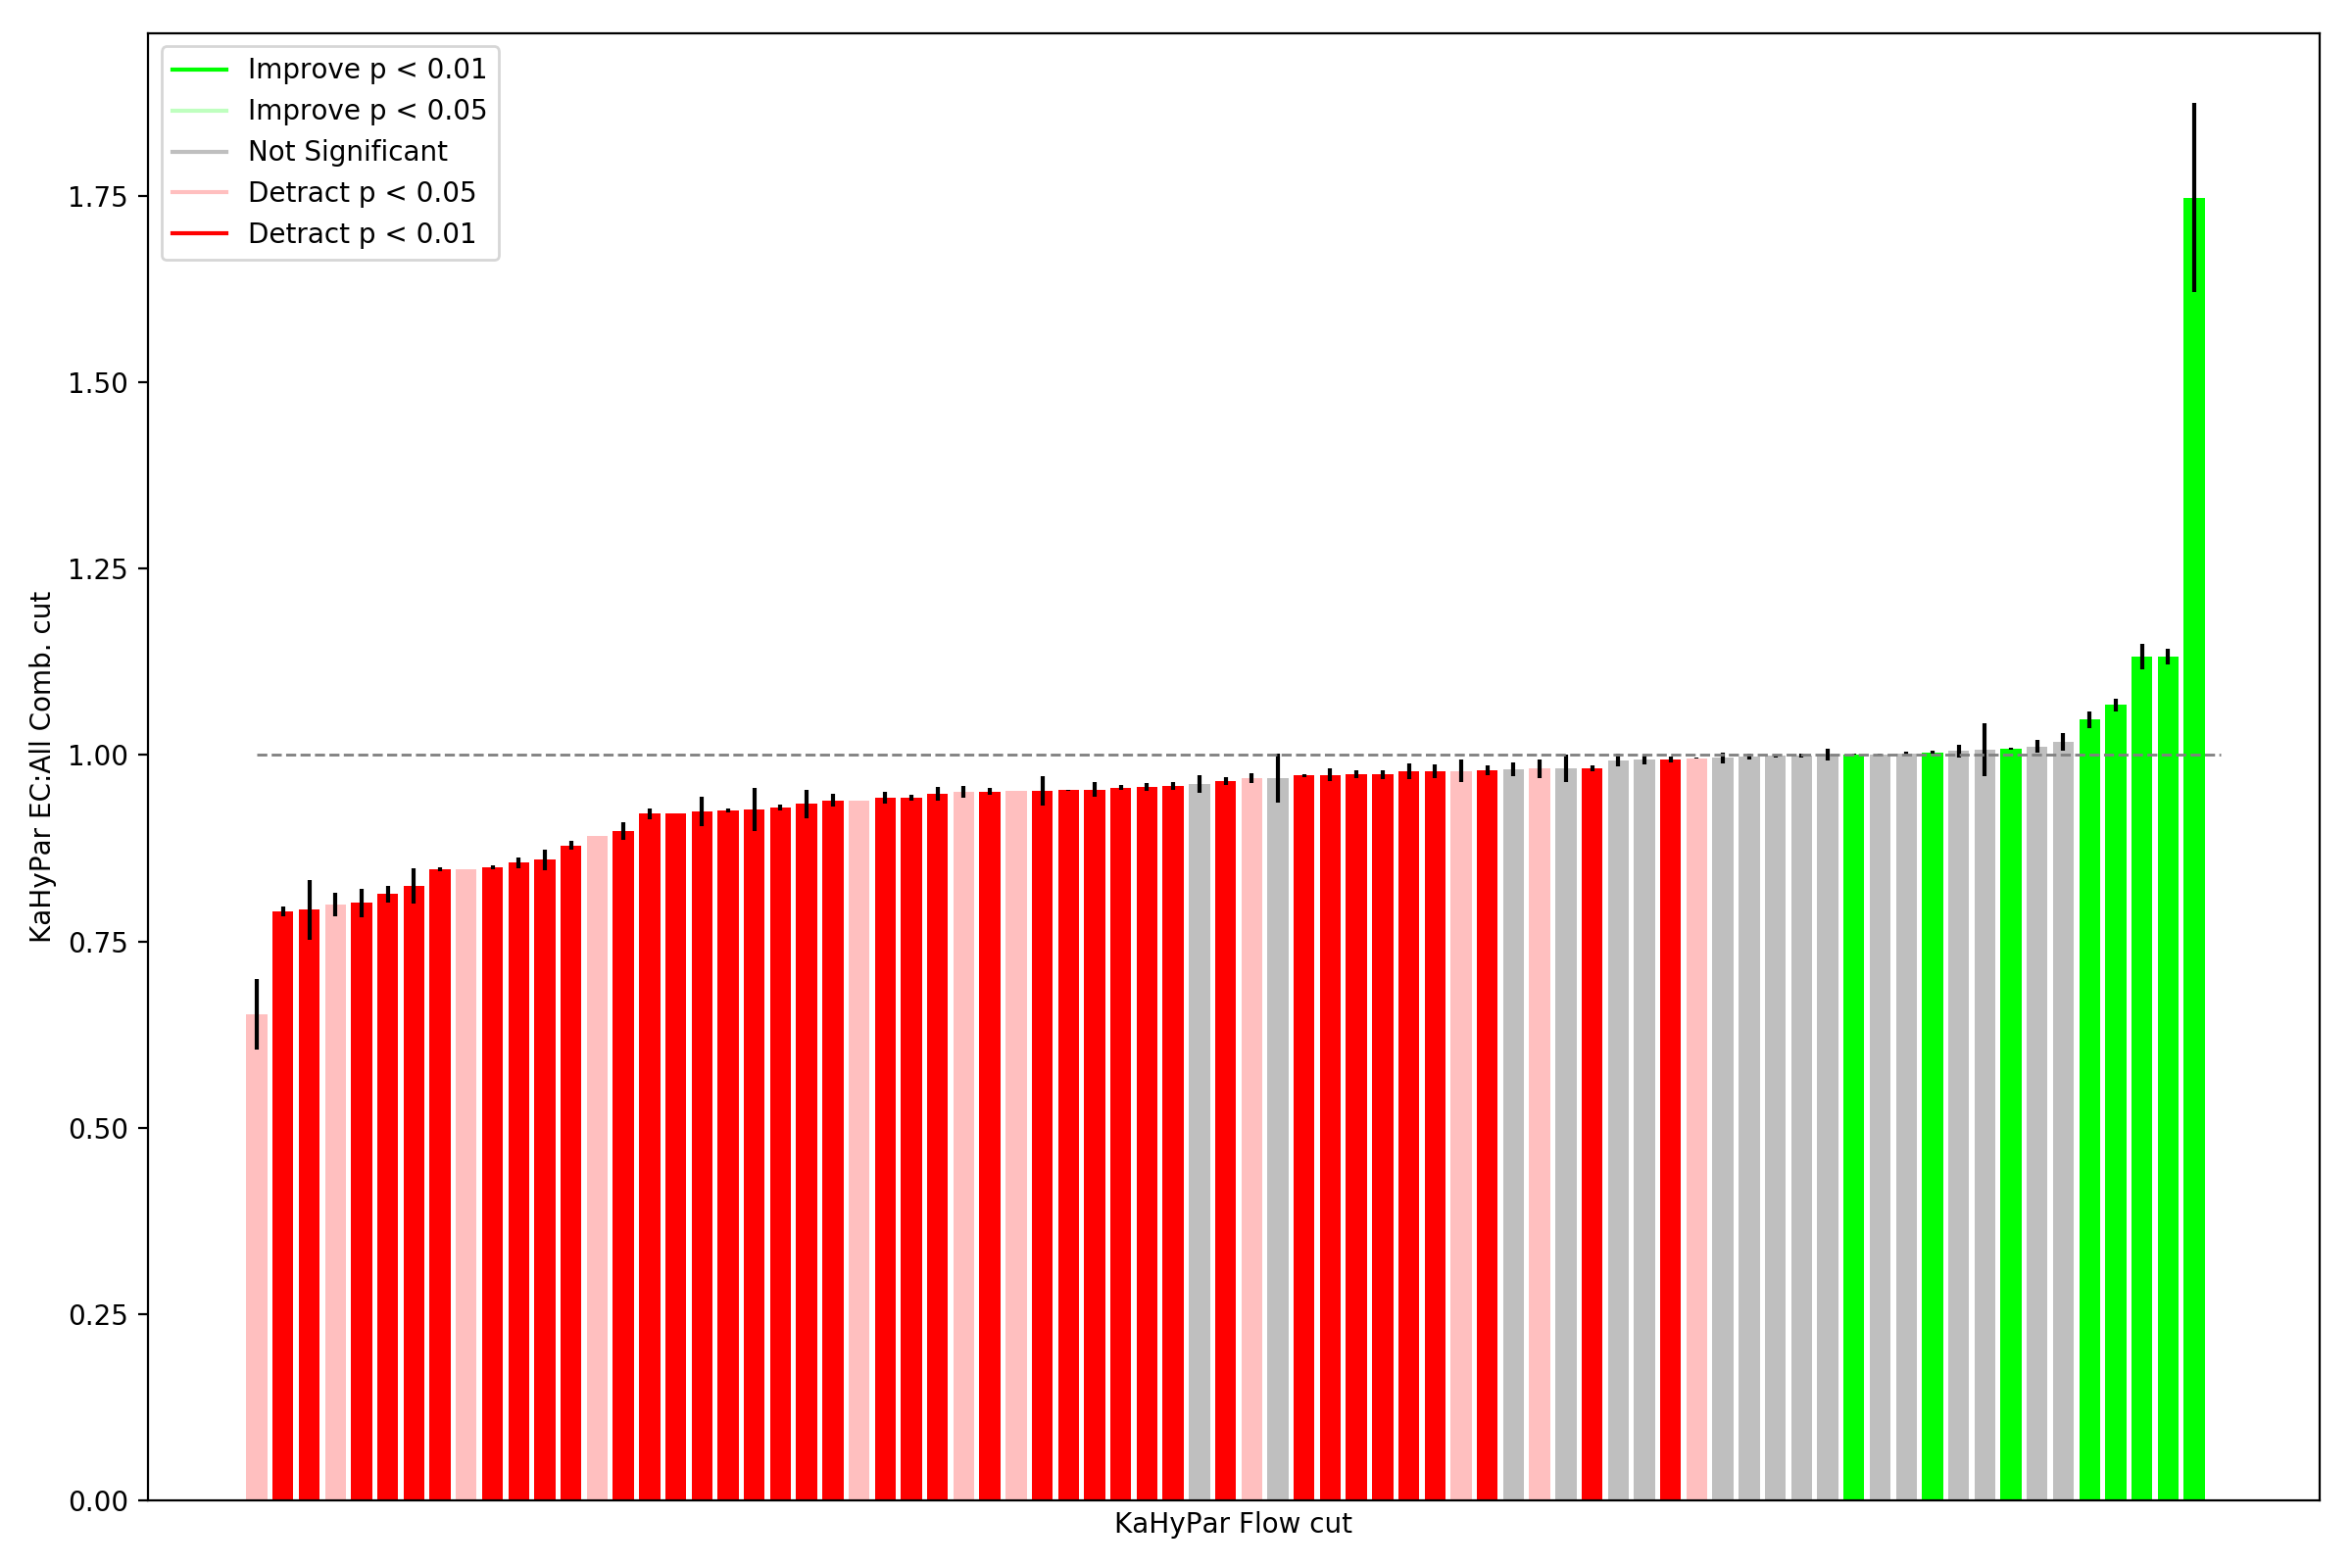 Improve p < 0.01
Improve p < 0.05
Not Significant
Detract p < 0.05
Detract p < 0.01
1.75
1.50
1.25
1.00
0.75
0.50
0.25
0.00
KaHyPar EC:All Comb. cut
KaHyPar Flow cut